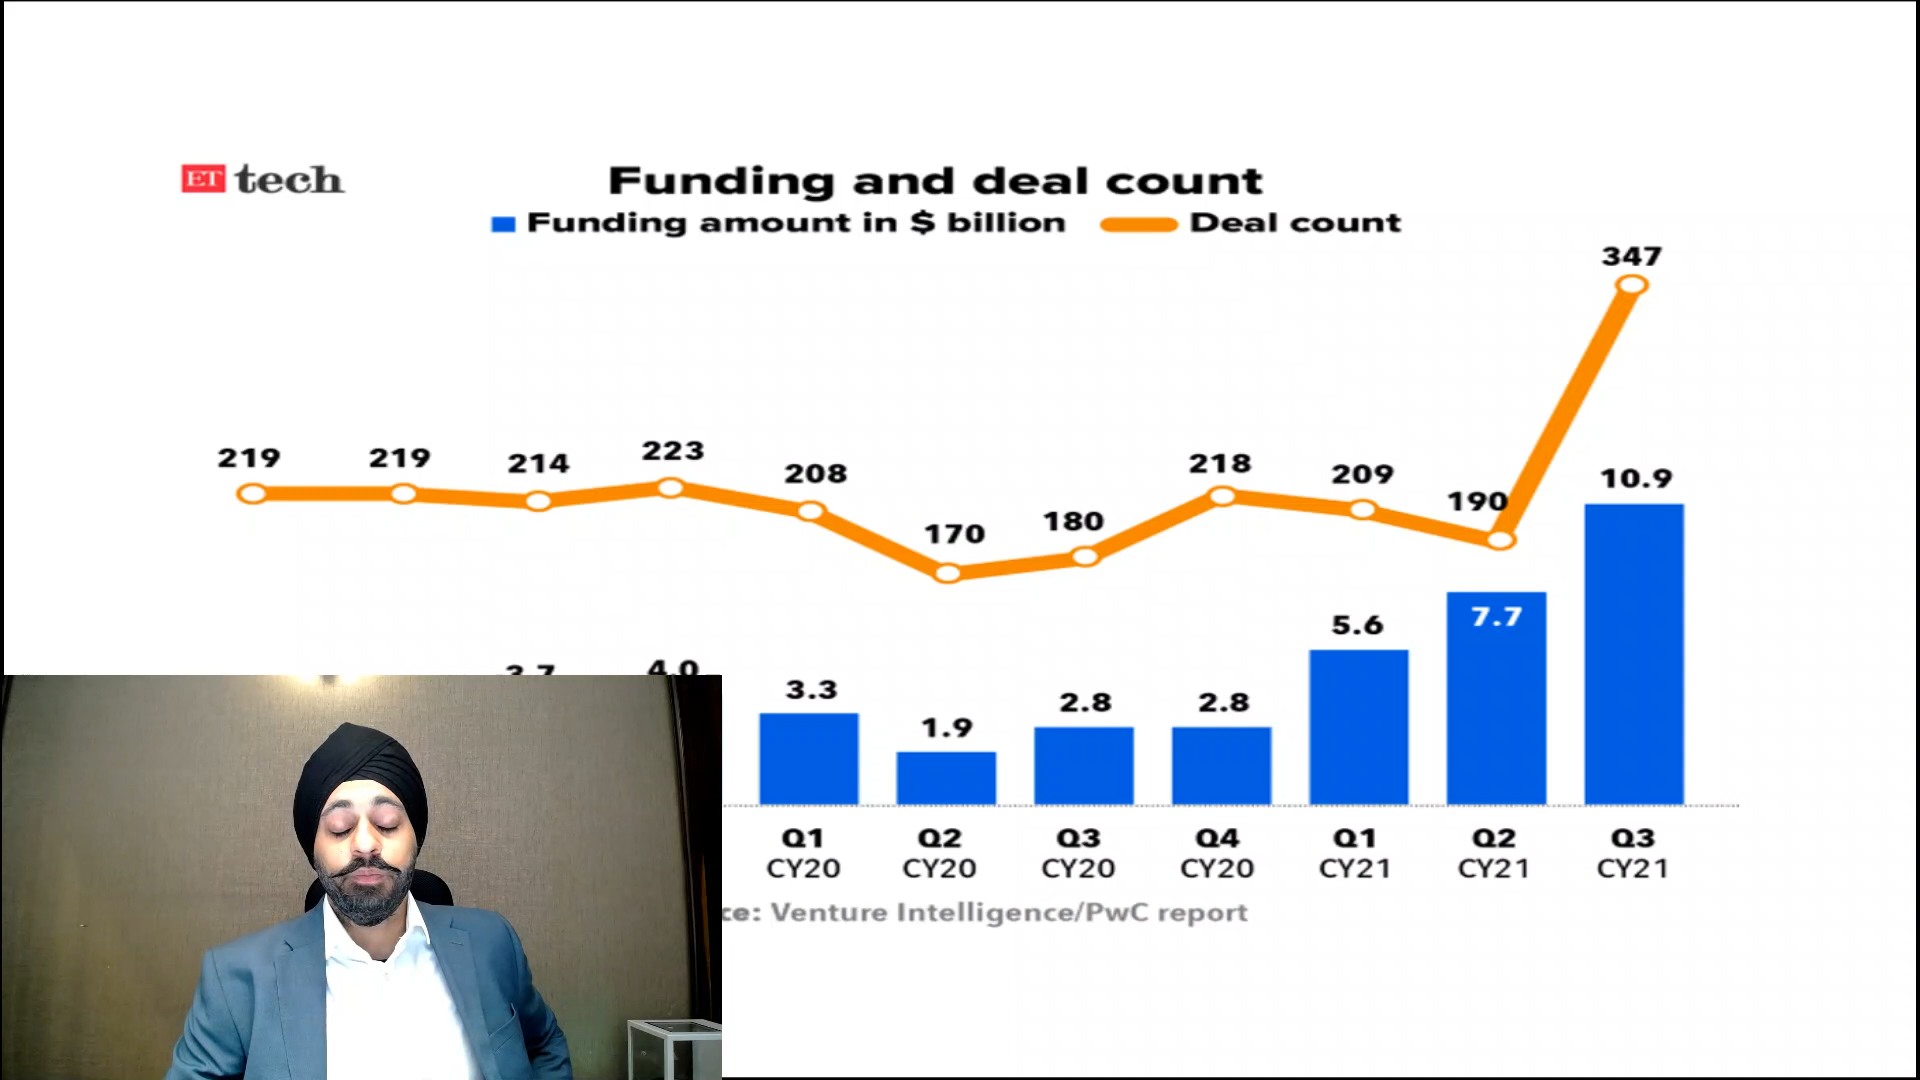 ET tech
Funding and deal count
Funding amount in $ billion Deal count
347
219 219 214 223 208 170 180 218 209 190
3.7 4.0 3.3 1.9 2.8 2.8 5.6 7.7 10.9
Q1 Q2 Q3 Q4 Q1 Q2 Q3
CY20 CY20 CY20 CY20 CY21 CY21 CY21
ce: Venture Intelligence/PwC report